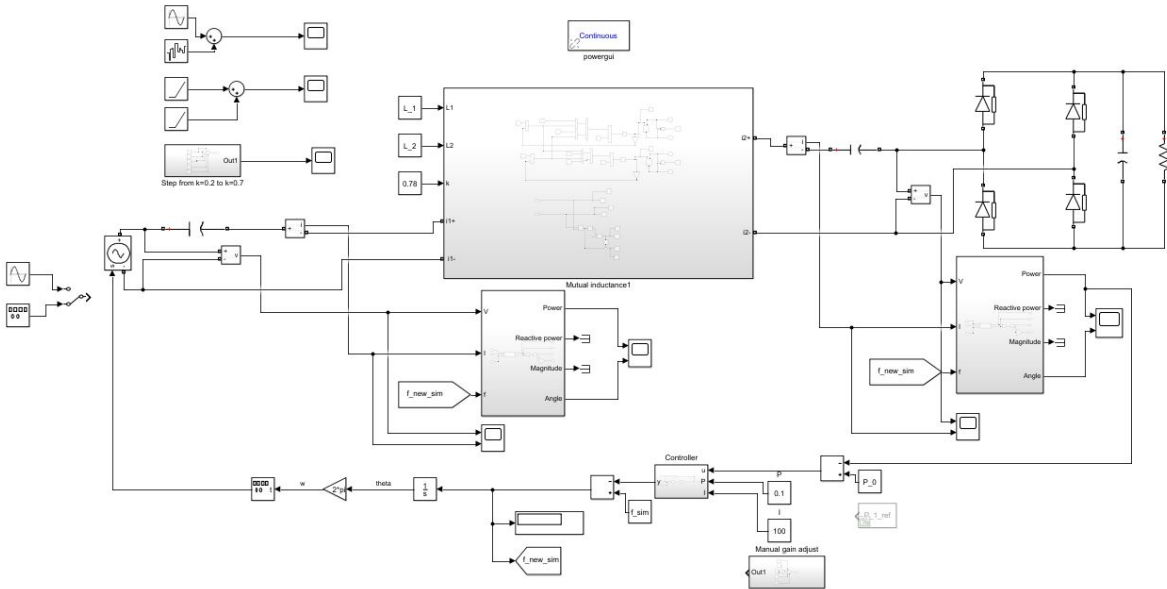 Continuous
powergui
L_1
L1
L_2
L2
0.78
k
i1+
i1-
i2+
i2-
Mutual inductance1
Out1
Step from k=0.2 to k=0.7
i
v
i
v
V
I
f
Power
Reactive power
Magnitude
Angle
f_new_sim
V
I
f
Power
Reactive power
Magnitude
Angle
f_new_sim
Controller
u
P
I
y
P
0.1
I
100
P_0
f_sim
w
2*pi
theta
1
s
f_new_sim
Manual gain adjust
Out1